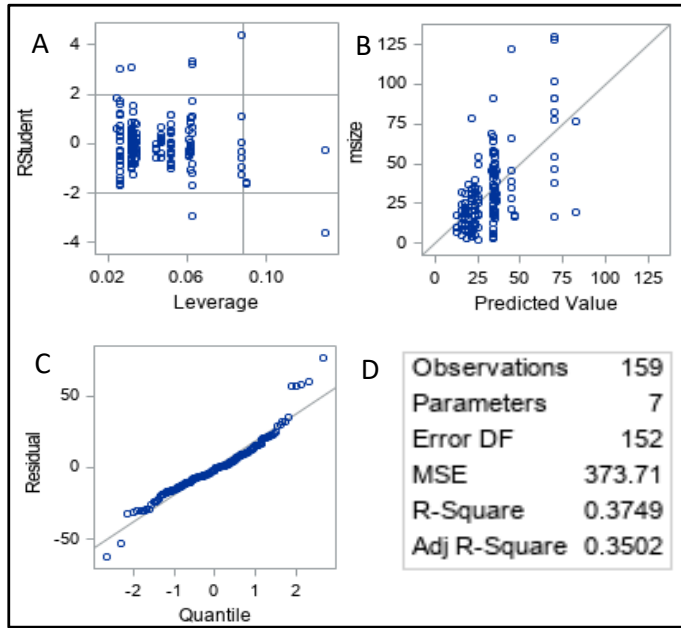 A
4
2
0
-2
-4
RStudent
0.02 0.06 0.10
Leverage
B
125
100
75
50
25
0
msize
0 25 50 75 100 125
Predicted Value
C
50
0
-50
Residual
-2 -1 0 1 2
Quantile
D
Observations 159
Parameters 7
Error DF 152
MSE 373.71
R-Square 0.3749
Adj R-Square 0.3502